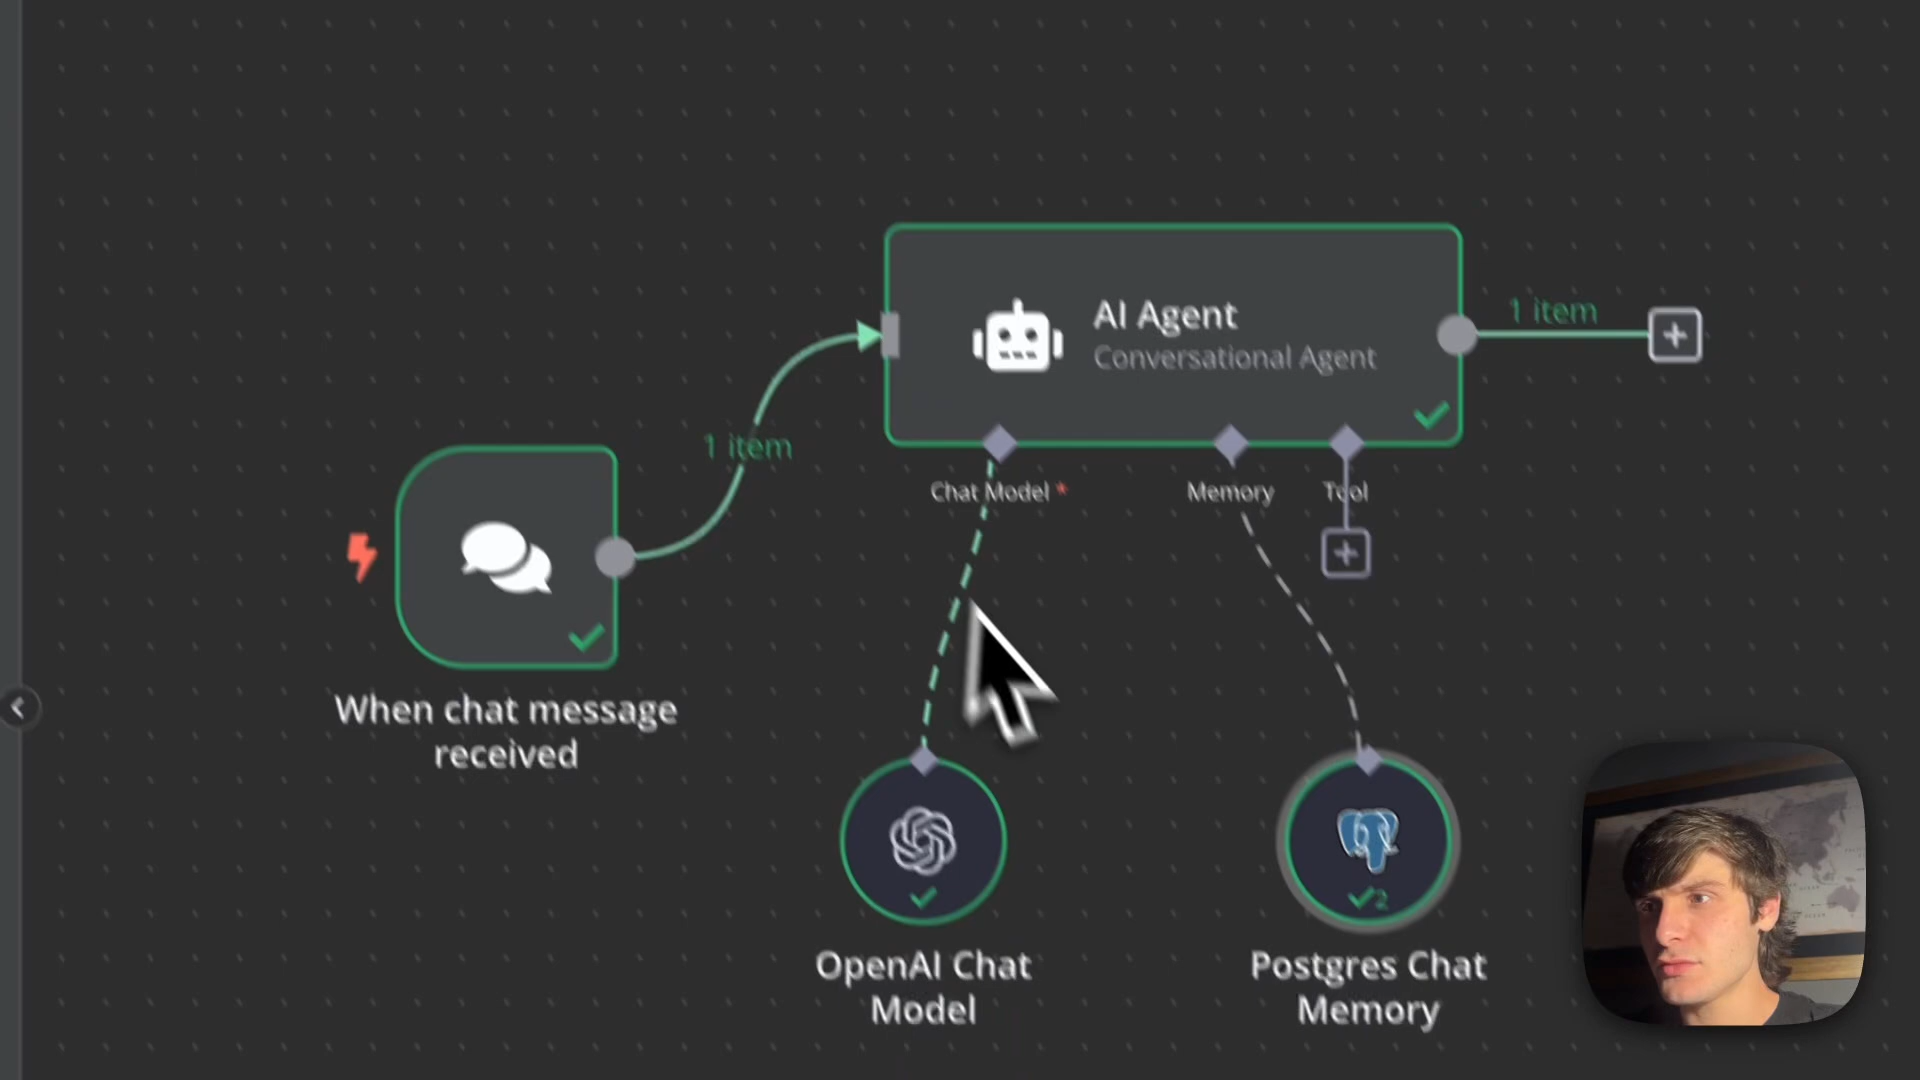 AI Agent
Conversational Agent
1 item
1 item
Chat Model *
Memory
Tool
When chat message
received
2
OpenAI Chat
Model
Postgres Chat
Memory